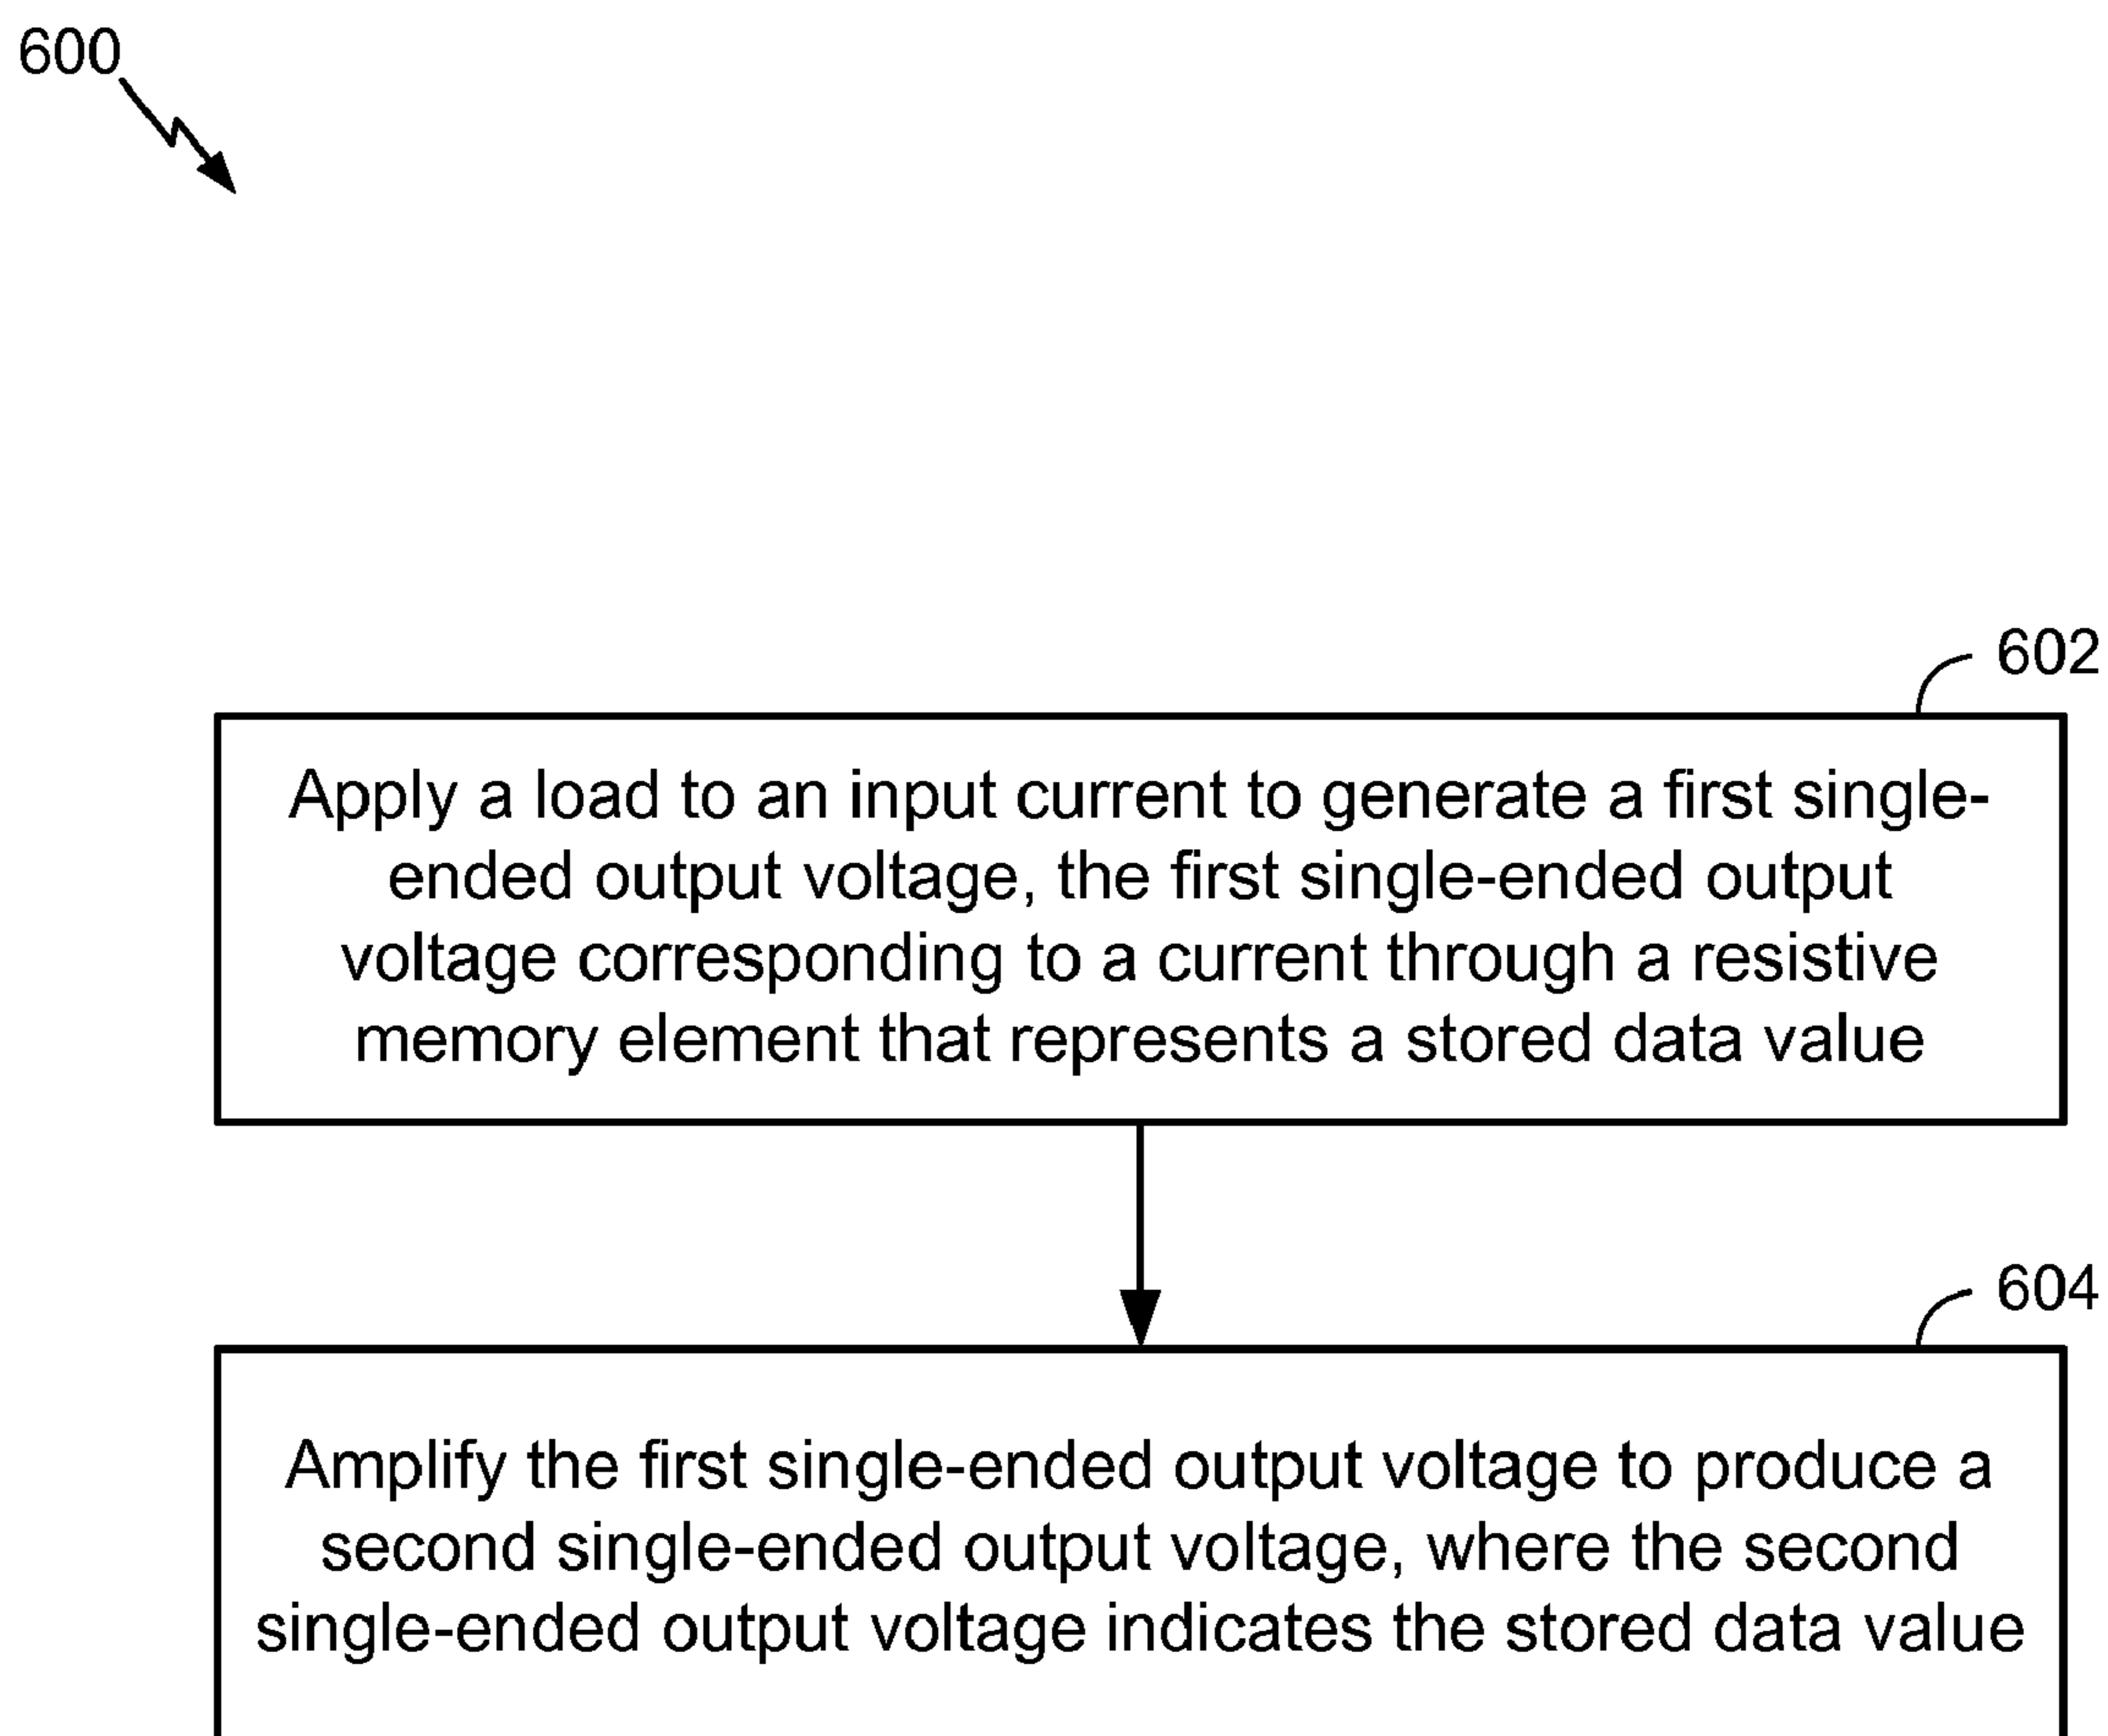 600
602
Apply a load to an input current to generate a first single-
ended output voltage, the first single-ended output
voltage corresponding to a current through a resistive
memory element that represents a stored data value
604
Amplify the first single-ended output voltage to produce a
second single-ended output voltage, where the second
single-ended output voltage indicates the stored data value